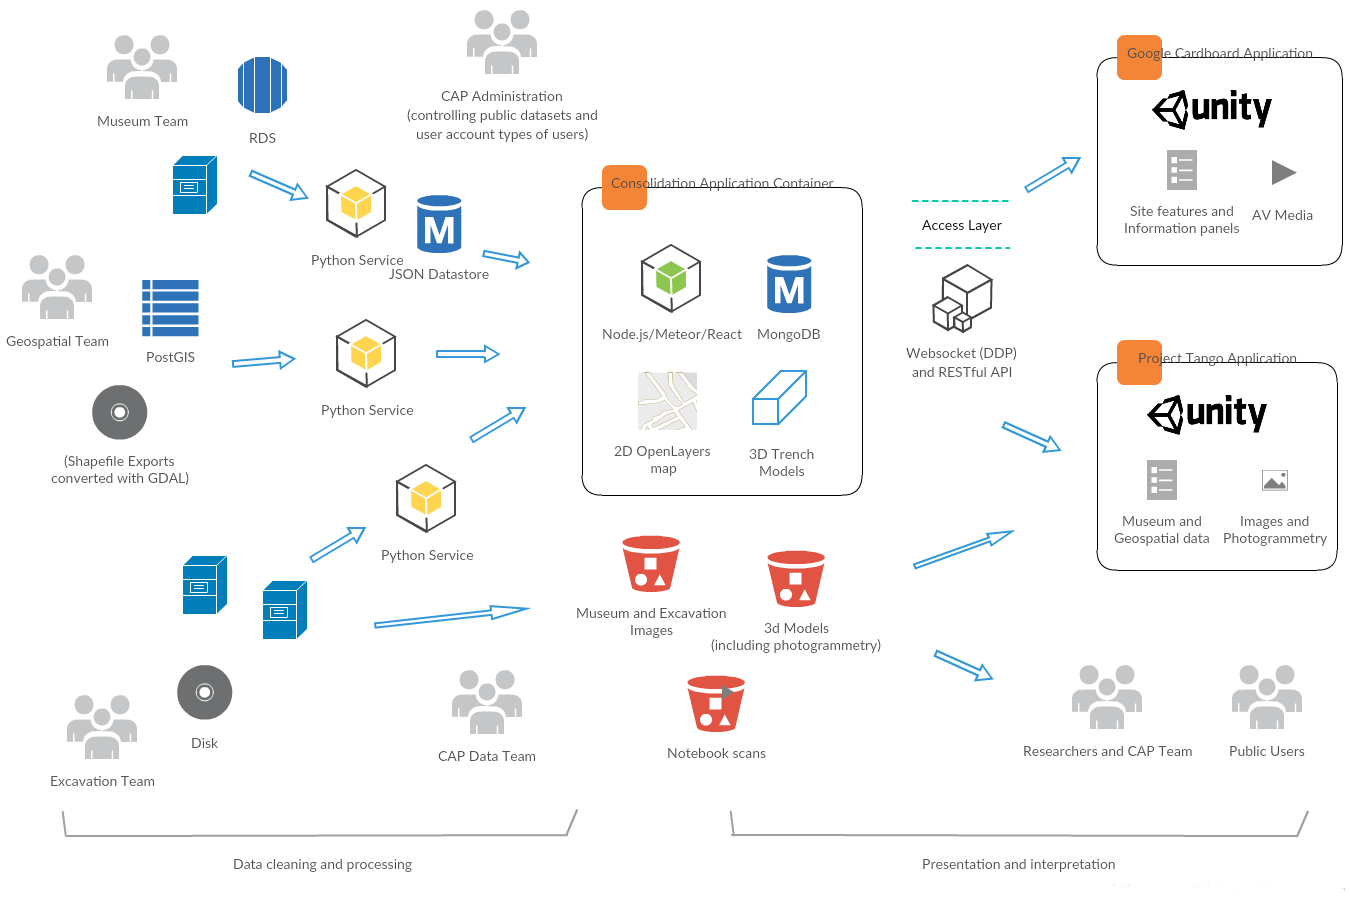 Museum Team
RDS
CAP Administration
(controlling public datasets and
user account types of users)
Python Service
M
JSON Datastore
Geospatial Team
PostGIS
Python Service
(Shapefile Exports
converted with GDAL)
Python Service
Excavation Team
Disk
CAP Data Team
Consolidation Application Container
Node.js/Meteor/React
M
MongoDB
2D OpenLayers
map
3D Trench
Models
Museum and Excavation
Images
3d Models
(including photogrammetry)
Notebook scans
Access Layer
Websocket (DDP)
and RESTful API
Google Cardboard Application
unity
Site features and
Information panels
AV Media
Project Tango Application
unity
Museum and
Geospatial data
Images and
Photogrammetry
Researchers and CAP Team
Public Users
Data cleaning and processing
Presentation and interpretation